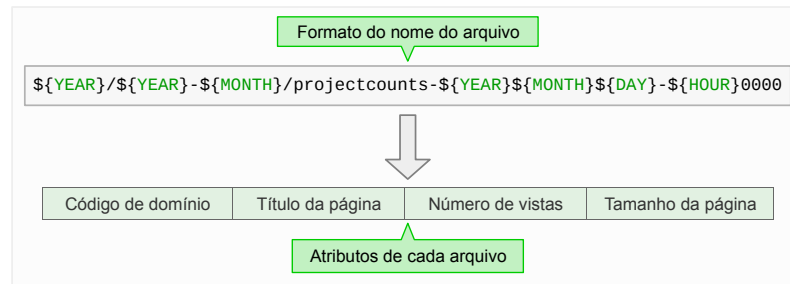 Formato do nome do arquivo
${YEAR}/${YEAR}-${MONTH}/projectcounts-${YEAR}${MONTH}${DAY}-${HOUR}0000
Código de domínio Título da página Número de vistas Tamanho da página
Atributos de cada arquivo